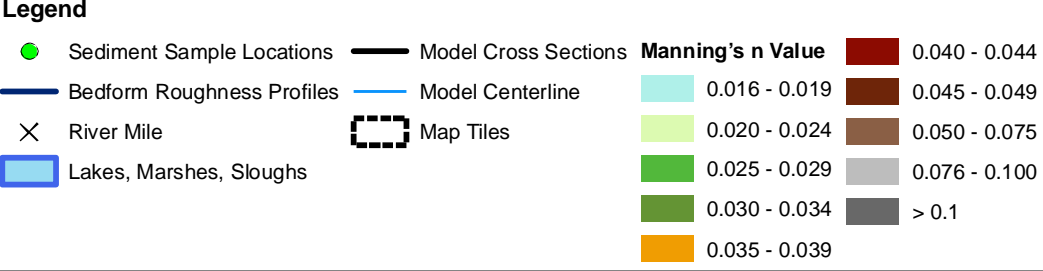 Legend
Sediment Sample Locations
Bedform Roughness Profiles
River Mile
Lakes, Marshes, Sloughs
Model Cross Sections
Model Centerline
Map Tiles
Manning's n Value
0.016 - 0.019
0.020 - 0.024
0.025 - 0.029
0.030 - 0.034
0.035 - 0.039
0.040 - 0.044
0.045 - 0.049
0.050 - 0.075
0.076 - 0.100
> 0.1